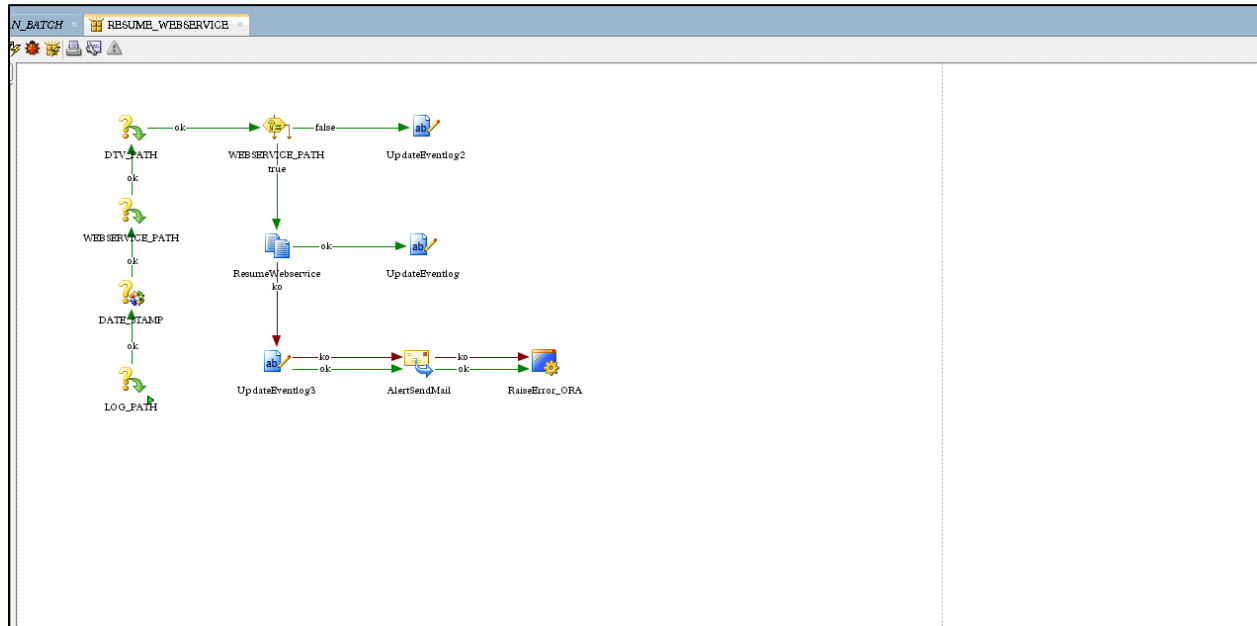 N_BATCH
RESUME_WEBSERVICE
ok
false
DTV_PATH
WEBSERVICE_PATH
UpdateEventlog2
true
ok
WEBSERVICE_PATH
ok
ok
ResumeWebservice
UpdateEventlog
ko
DATE_STAMP
ok
ko
ko
ok
ok
UpdateEventlog3
AlertSendMail
RaiseError_ORA
LOG_PATH